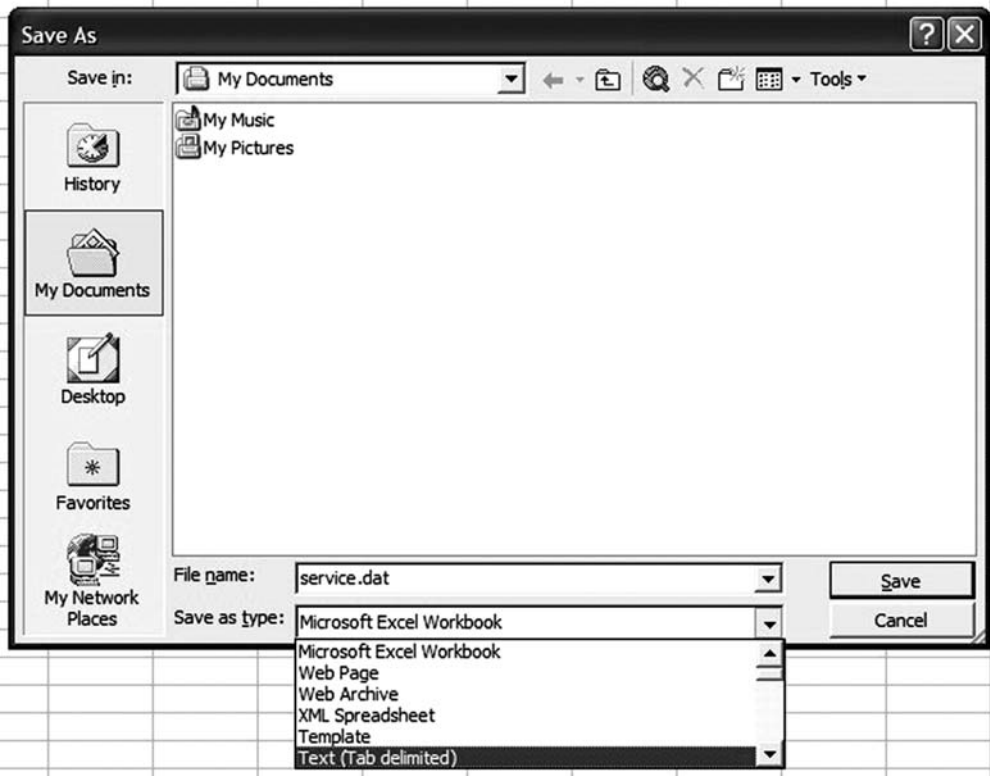 Save As
Save in:
My Documents
Tools
My Music
My Pictures
History
My Documents
Desktop
Favorites
My Network
Places
File name:
service.dat
Save
Save as type:
Microsoft Excel Workbook
Cancel
Microsoft Excel Workbook
Web Page
Web Archive
XML Spreadsheet
Template
Text (Tab delimited)